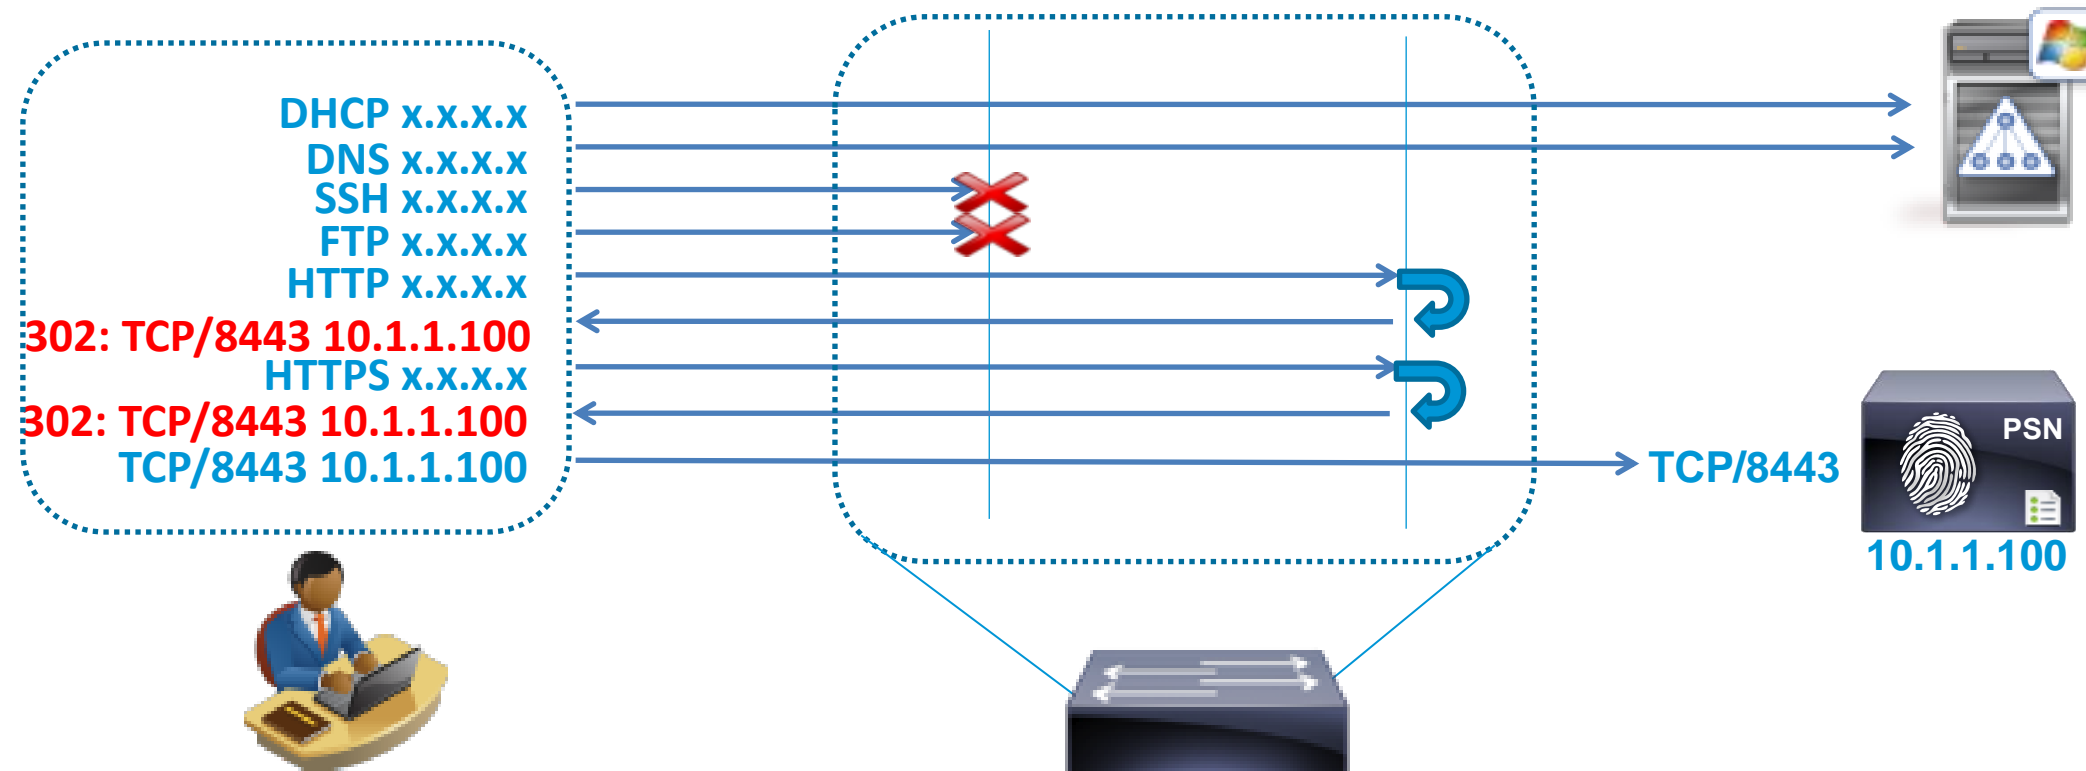 DHCP x.x.x.x
DNS x.x.x.x
SSH x.x.x.x
FTP x.x.x.x
HTTP x.x.x.x
302: TCP/8443 10.1.1.100
HTTPS x.x.x.x
302: TCP/8443 10.1.1.100
TCP/8443 10.1.1.100
TCP/8443
PSN
10.1.1.100